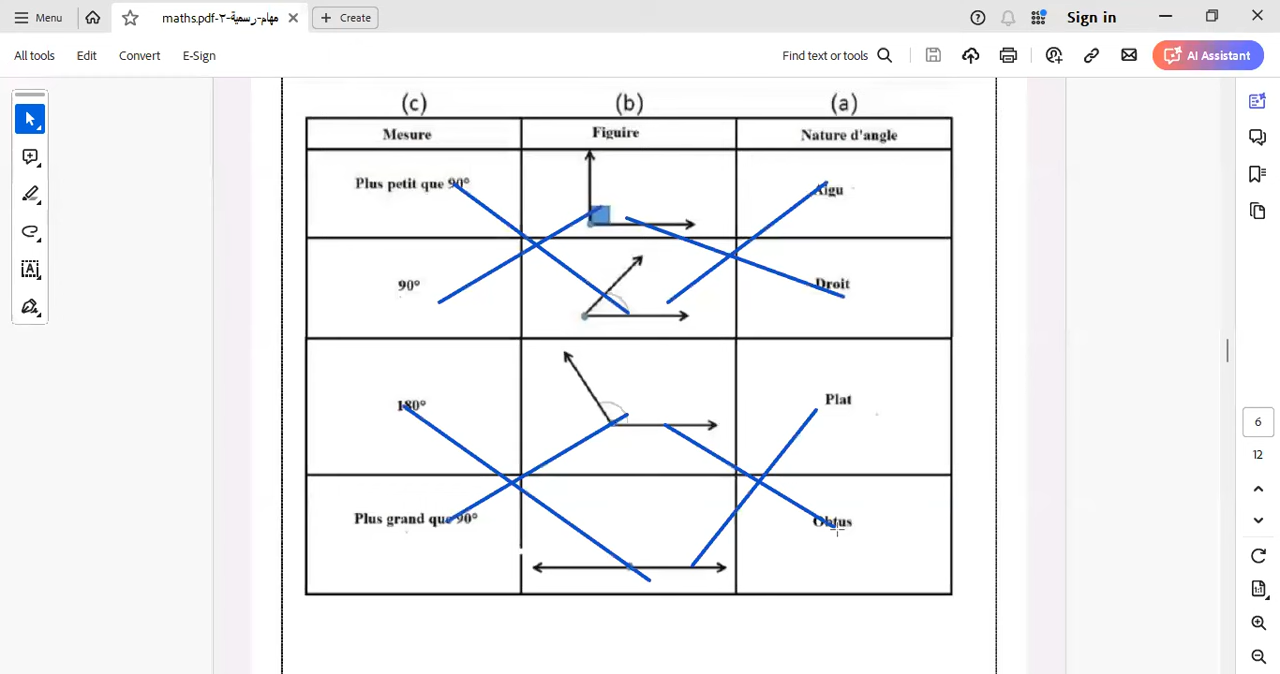 Menu
مهام-رسمية-٣-maths.pdf
Create
Sign in
All tools
Edit
Convert
E-Sign
Find text or tools
AI Assistant
(c) (b) (a)
Mesure Figuire Nature d'angle
Plus petit que 90° Aigu
90° Droit
180° Plat
Plus grand que 90° Obtus
6
12
1:1